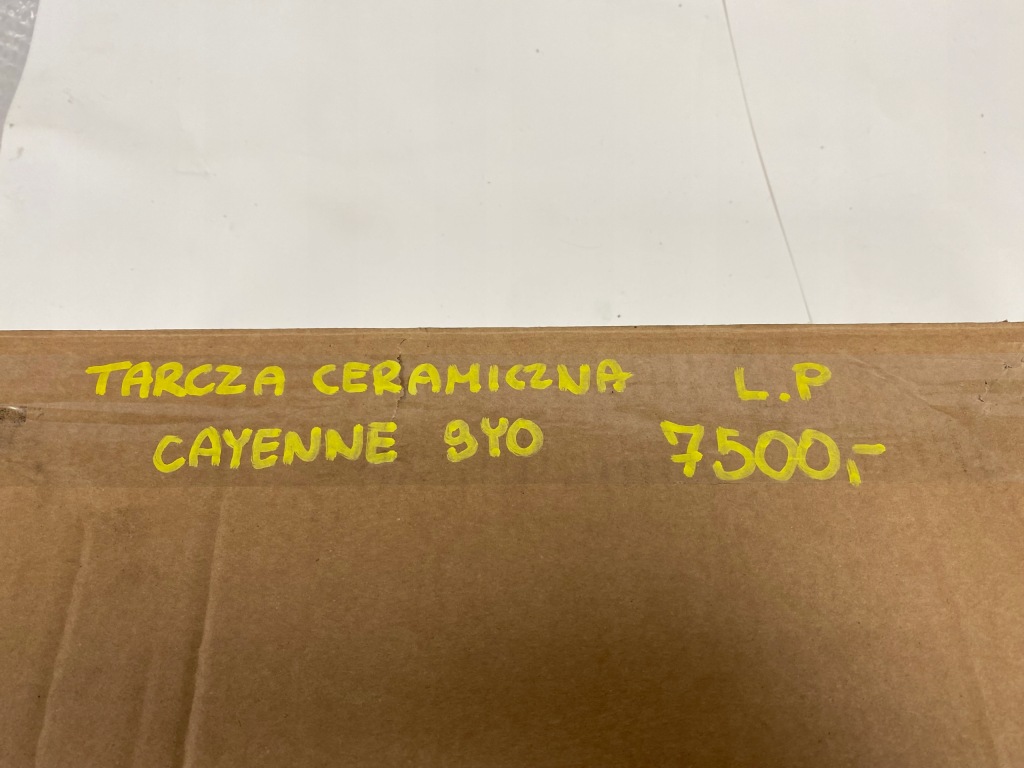 TARCZA CERAMICZNA L.P
CAYENNE 9Y0 7500,-